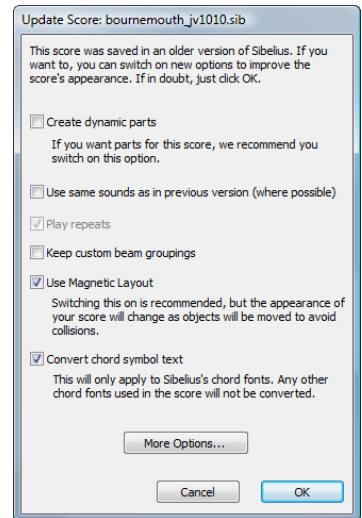 Update Score: bournemouth_jv1010.sib
This score was saved in an older version of Sibelius. If you
want to, you can switch on new options to improve the
score's appearance. If in doubt, just click OK.
Create dynamic parts
If you want parts for this score, we recommend you
switch on this option.
Use same sounds as in previous version (where possible)
Play repeats
Keep custom beam groupings
Use Magnetic Layout
Switching this on is recommended, but the appearance of
your score will change as objects will be moved to avoid
collisions.
Convert chord symbol text
This will only apply to Sibelius's chord fonts. Any other
chord fonts used in the score will not be converted.
More Options...
Cancel
OK